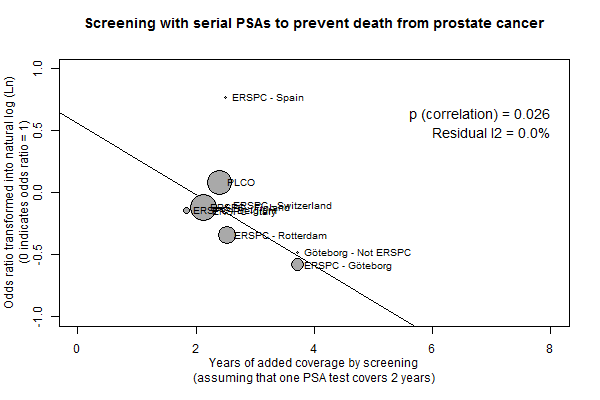 Screening with serial PSAs to prevent death from prostate cancer
Odds ratio transformed into natural log (Ln)
(0 indicates odds ratio = 1)
1.0
0.5
0.0
-0.5
-1.0
p (correlation) = 0.026
Residual I2 = 0.0%
ERSPC - Spain
PLCO
ERSPC - Switzerland
ERSPC - Rotterdam
Göteborg - Not ERSPC
ERSPC - Göteborg
0
2
4
6
8
Years of added coverage by screening
(assuming that one PSA test covers 2 years)